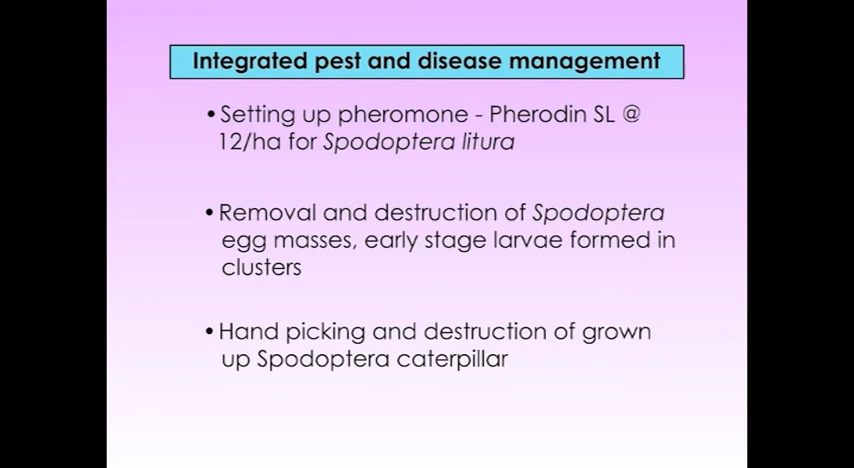 Integrated pest and disease management
•Setting up pheromone - Pherodin SL @
12/ha for Spodoptera litura
•Removal and destruction of Spodoptera
egg masses, early stage larvae formed in
clusters
•Hand picking and destruction of grown
up Spodoptera caterpillar